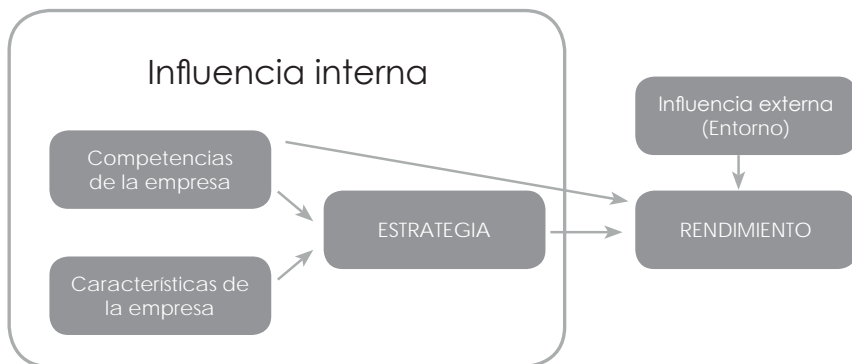 Influencia interna
Influencia externa
(Entorno)
Competencias
de la empresa
ESTRATEGIA
RENDIMIENTO
Características de
la empresa